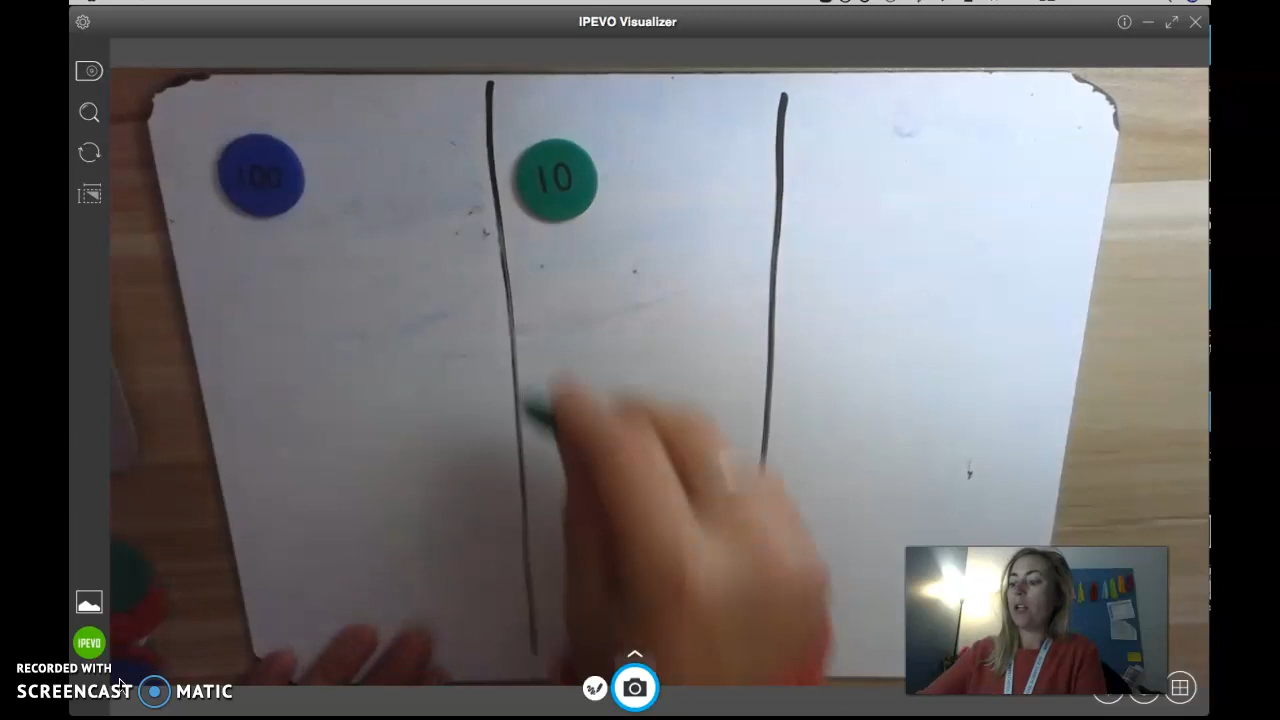 IPEVO Visualizer
100
10
IPEVO
RECORDED WITH
SCREENCAST MATIC